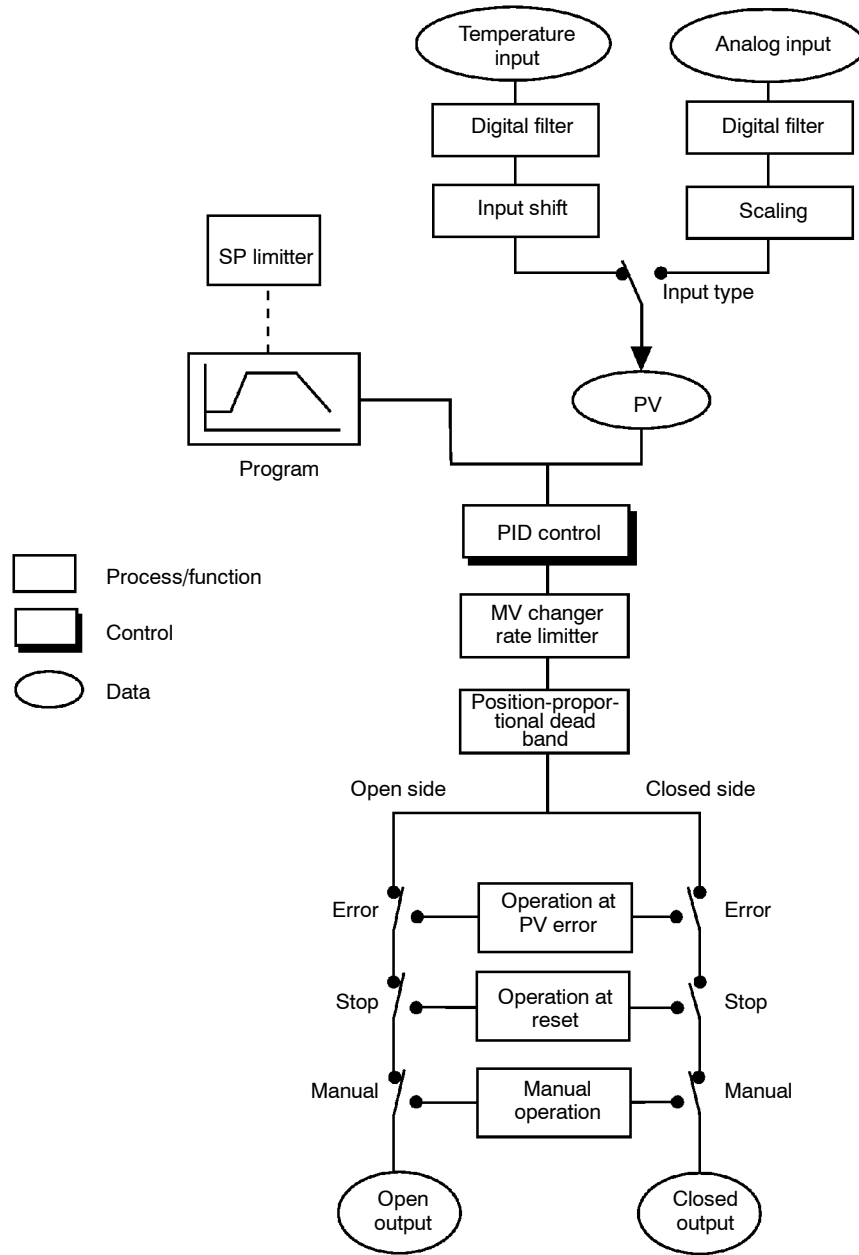 Temperature
input
Analog input
Digital filter
Digital filter
Input shift
Scaling
SP limitter
Input type
PV
Program
PID control
Process/function
MV changer
rate limitter
Control
Data
Position-propor-
tional dead
band
Open side
Closed side
Error
Operation at
PV error
Error
Stop
Operation at
reset
Stop
Manual
Manual
operation
Manual
Open
output
Closed
output